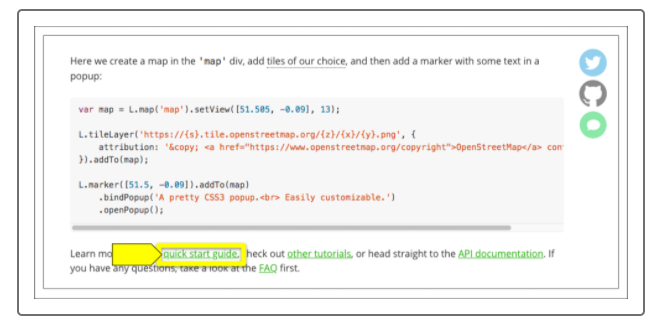 Here we create a map in the 'map' div, add tiles of our choice, and then add a marker with some text in a
popup:
var map = L.map('map').setView([51.505, -0.09], 13);
L.tileLayer('https://{s}.tile.openstreetmap.org/{z}/{x}/{y}.png', {
    attribution: '&copy; <a href="https://www.openstreetmap.org/copyright">OpenStreetMap</a> con
}).addTo(map);
L.marker([51.5, -0.09]).addTo(map)
    .bindPopup('A pretty CSS3 popup.<br> Easily customizable.')
    .openPopup();
Learn mo quick start guide, heck out other tutorials, or head straight to the API documentation. If
you have any questions, take a look at the FAQ first.